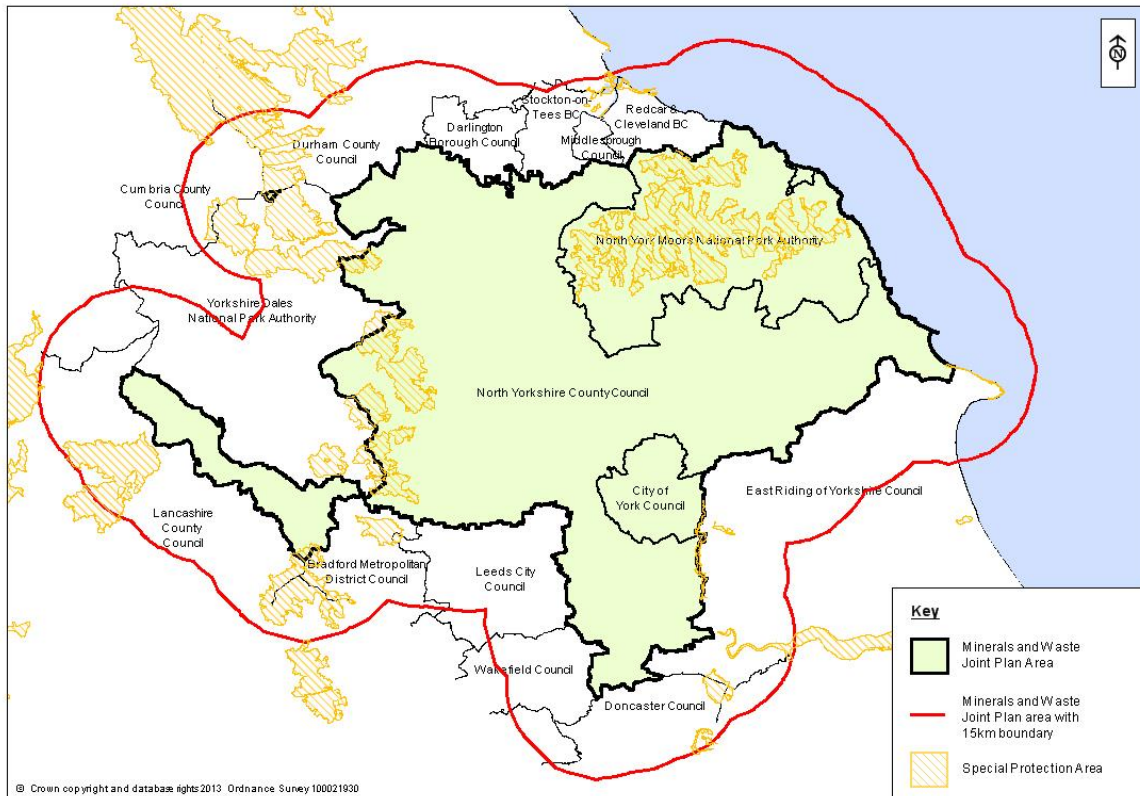 N
Stockton-on-
Tees BC
Redcar &
Cleveland BC
Darlington
Borough Council
Middlesbrough
Council
Durham County
Council
Cumbria County
Council
North York Moors National Park Authority
Yorkshire Dales
National Park Authority
North Yorkshire County Council
City of
York Council
East Riding of Yorkshire Council
Lancashire
County
Council
Bradford Metropolitan
District Council
Leeds City
Council
Wakefield Council
Doncaster Council
Key
Minerals and Waste
Joint Plan Area
Minerals and Waste
Joint Plan area with
15km boundary
Special Protection Area
© Crown copyright and database rights 2013 Ordnance Survey 100021930